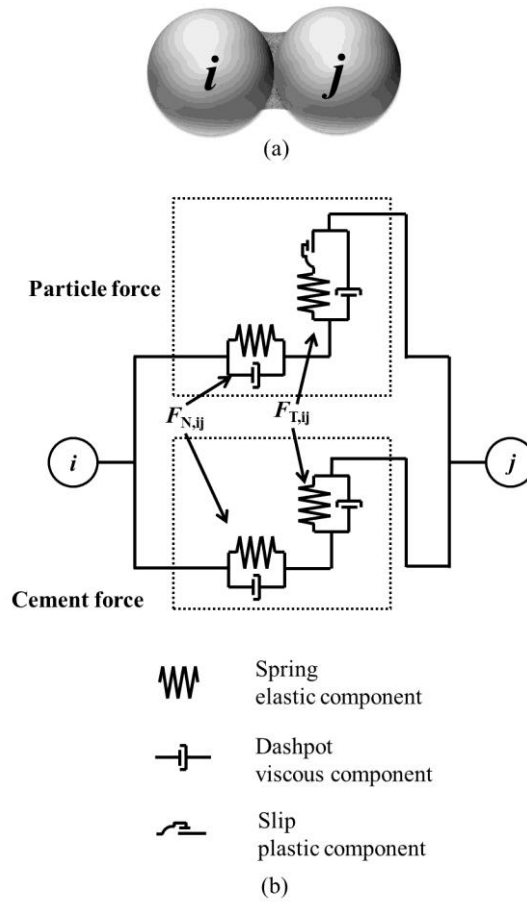 i
j
(a)
Particle force
F_N,ij
F_T,ij
i
j
Cement force
Spring
elastic component
Dashpot
viscous component
Slip
plastic component
(b)